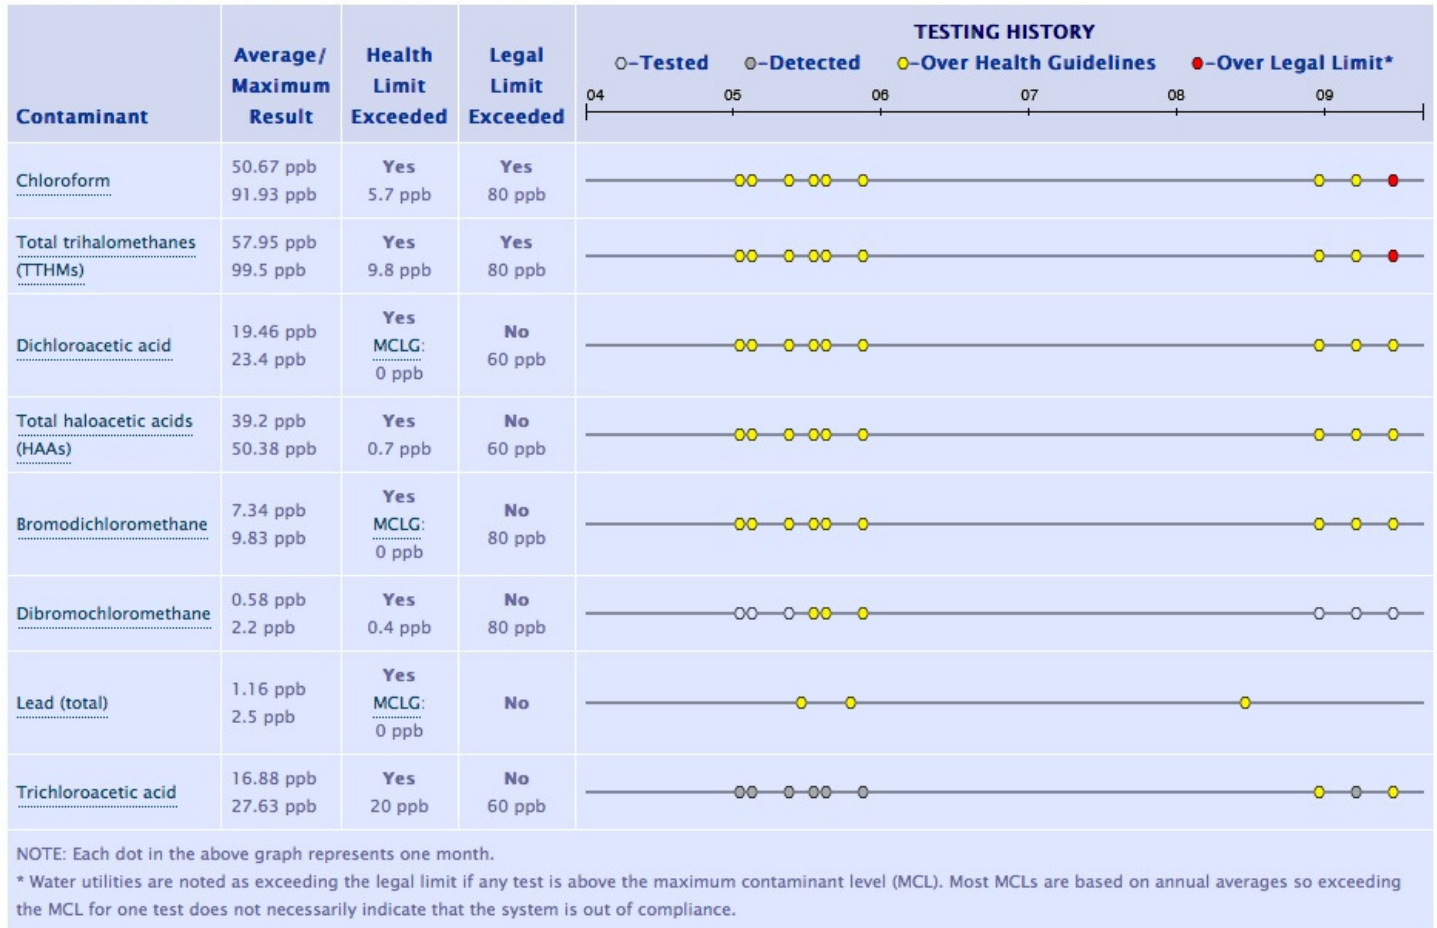 TESTING HISTORY
Contaminant
Average/
Maximum
Result
Health
Limit
Exceeded
Legal
Limit
Exceeded
-Tested -Detected -Over Health Guidelines -Over Legal Limit*
04 05 06 07 08 09
Chloroform
50.67 ppb
91.93 ppb
Yes
5.7 ppb
Yes
80 ppb
Total trihalomethanes
(TTHMs)
57.95 ppb
99.5 ppb
Yes
9.8 ppb
Yes
80 ppb
Dichloroacetic acid
19.46 ppb
23.4 ppb
Yes
MCLG:
0 ppb
No
60 ppb
Total haloacetic acids
(HAAs)
39.2 ppb
50.38 ppb
Yes
0.7 ppb
No
60 ppb
Bromodichloromethane
7.34 ppb
9.83 ppb
Yes
MCLG:
0 ppb
No
80 ppb
Dibromochloromethane
0.58 ppb
2.2 ppb
Yes
0.4 ppb
No
80 ppb
Lead (total)
1.16 ppb
2.5 ppb
Yes
MCLG:
0 ppb
No
Trichloroacetic acid
16.88 ppb
27.63 ppb
Yes
20 ppb
No
60 ppb
NOTE: Each dot in the above graph represents one month.
* Water utilities are noted as exceeding the legal limit if any test is above the maximum contaminant level (MCL). Most MCLs are based on annual averages so exceeding
the MCL for one test does not necessarily indicate that the system is out of compliance.